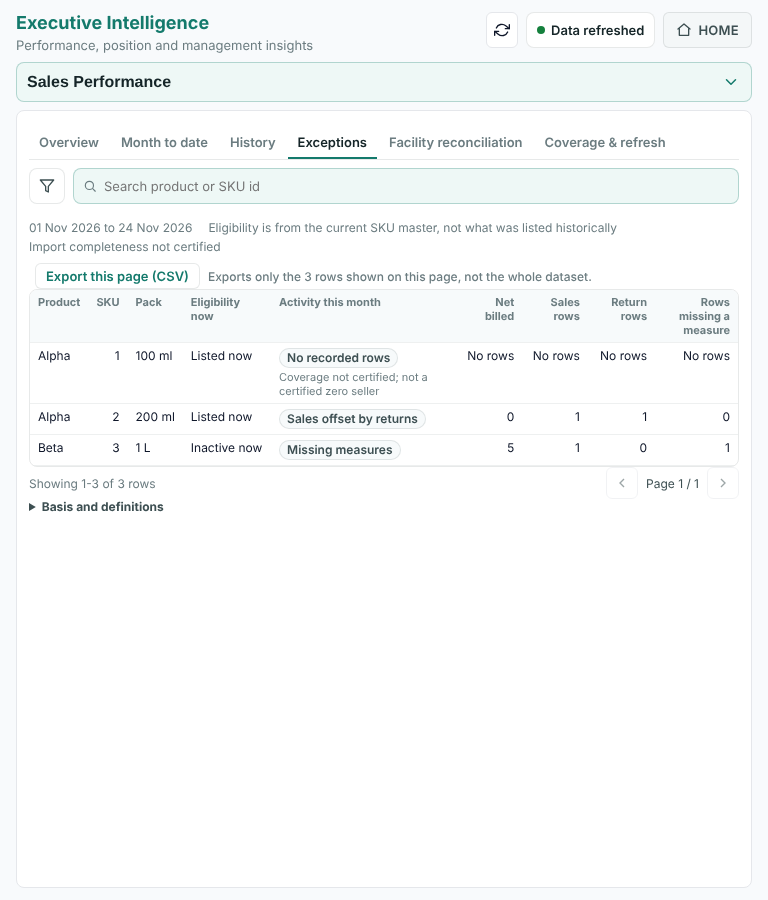 Executive Intelligence
Performance, position and management insights
Data refreshed
HOME
Sales Performance
Overview Month to date History Exceptions Facility reconciliation Coverage & refresh
Search product or SKU id
01 Nov 2026 to 24 Nov 2026 Eligibility is from the current SKU master, not what was listed historically
Import completeness not certified
Export this page (CSV) Exports only the 3 rows shown on this page, not the whole dataset.
Product SKU Pack Eligibility now Activity this month Net billed Sales rows Return rows Rows missing a measure
Alpha 1 100 ml Listed now No recorded rows No rows No rows No rows No rows
Coverage not certified; not a
certified zero seller
Alpha 2 200 ml Listed now Sales offset by returns 0 1 1 0
Beta 3 1 L Inactive now Missing measures 5 1 0 1
Showing 1-3 of 3 rows Page 1 / 1
Basis and definitions